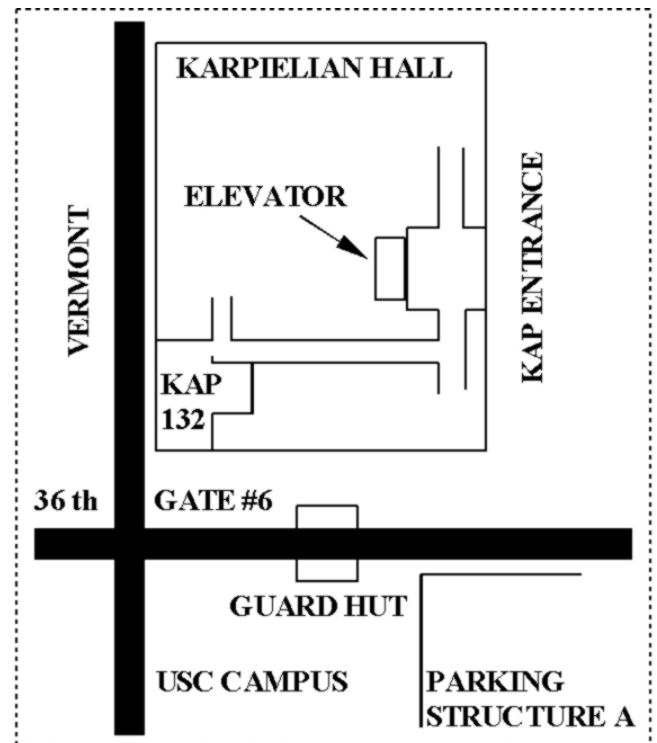 KARPIELIAN HALL
ELEVATOR
VERMONT
KAP ENTRANCE
KAP
132
36 th
GATE #6
GUARD HUT
USC CAMPUS
PARKING
STRUCTURE A